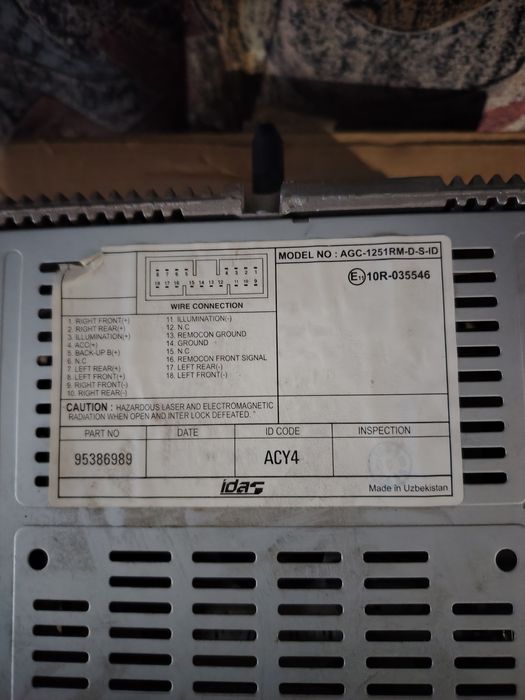 MODEL NO : AGC-1251RM-D-S-ID
E11 10R-035546
WIRE CONNECTION
1. RIGHT FRONT(+)
2. RIGHT REAR(+)
3. ILLUMINATION(+)
4. ACC(+)
5. BACK-UP B(+)
6. N.C
7. LEFT REAR(+)
8. LEFT FRONT(+)
9. RIGHT FRONT(-)
10. RIGHT REAR(-)
11. ILLUMINATION(-)
12. N.C
13. REMOCON GROUND
14. GROUND
15. N.C
16. REMOCON FRONT SIGNAL
17. LEFT REAR(-)
18. LEFT FRONT(-)
CAUTION : HAZARDOUS LASER AND ELECTROMAGNETIC
RADIATION WHEN OPEN AND INTER LOCK DEFEATED. "
PART NO DATE ID CODE INSPECTION
95386989 ACY4
idas
Made in Uzbekistan